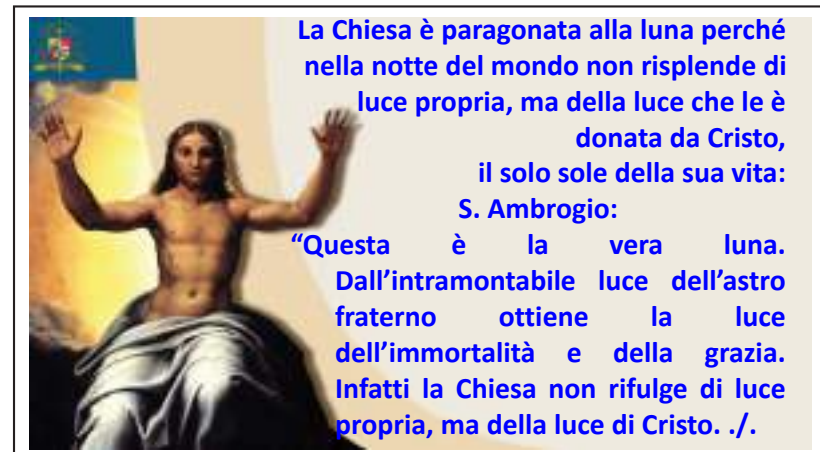 La Chiesa è paragonata alla luna perché
nella notte del mondo non risplende di
luce propria, ma della luce che le è
donata da Cristo,
il solo sole della sua vita:
S. Ambrogio:
“Questa è la vera luna.
Dall’intramontabile luce dell’astro
fraterno ottiene la luce
dell’immortalità e della grazia.
Infatti la Chiesa non rifulge di luce
propria, ma della luce di Cristo. ./.